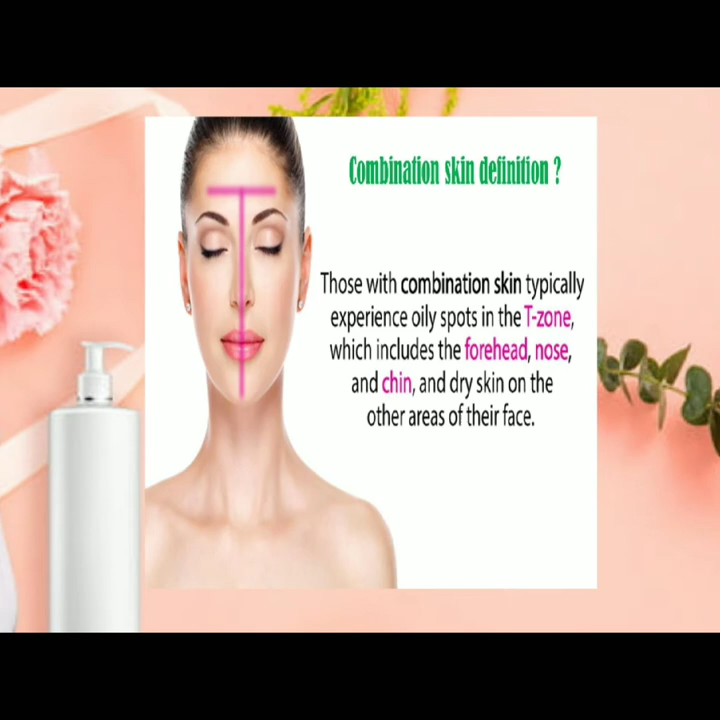 Combination skin definition ?
Those with combination skin typically
experience oily spots in the T-zone,
which includes the forehead, nose,
and chin, and dry skin on the
other areas of their face.